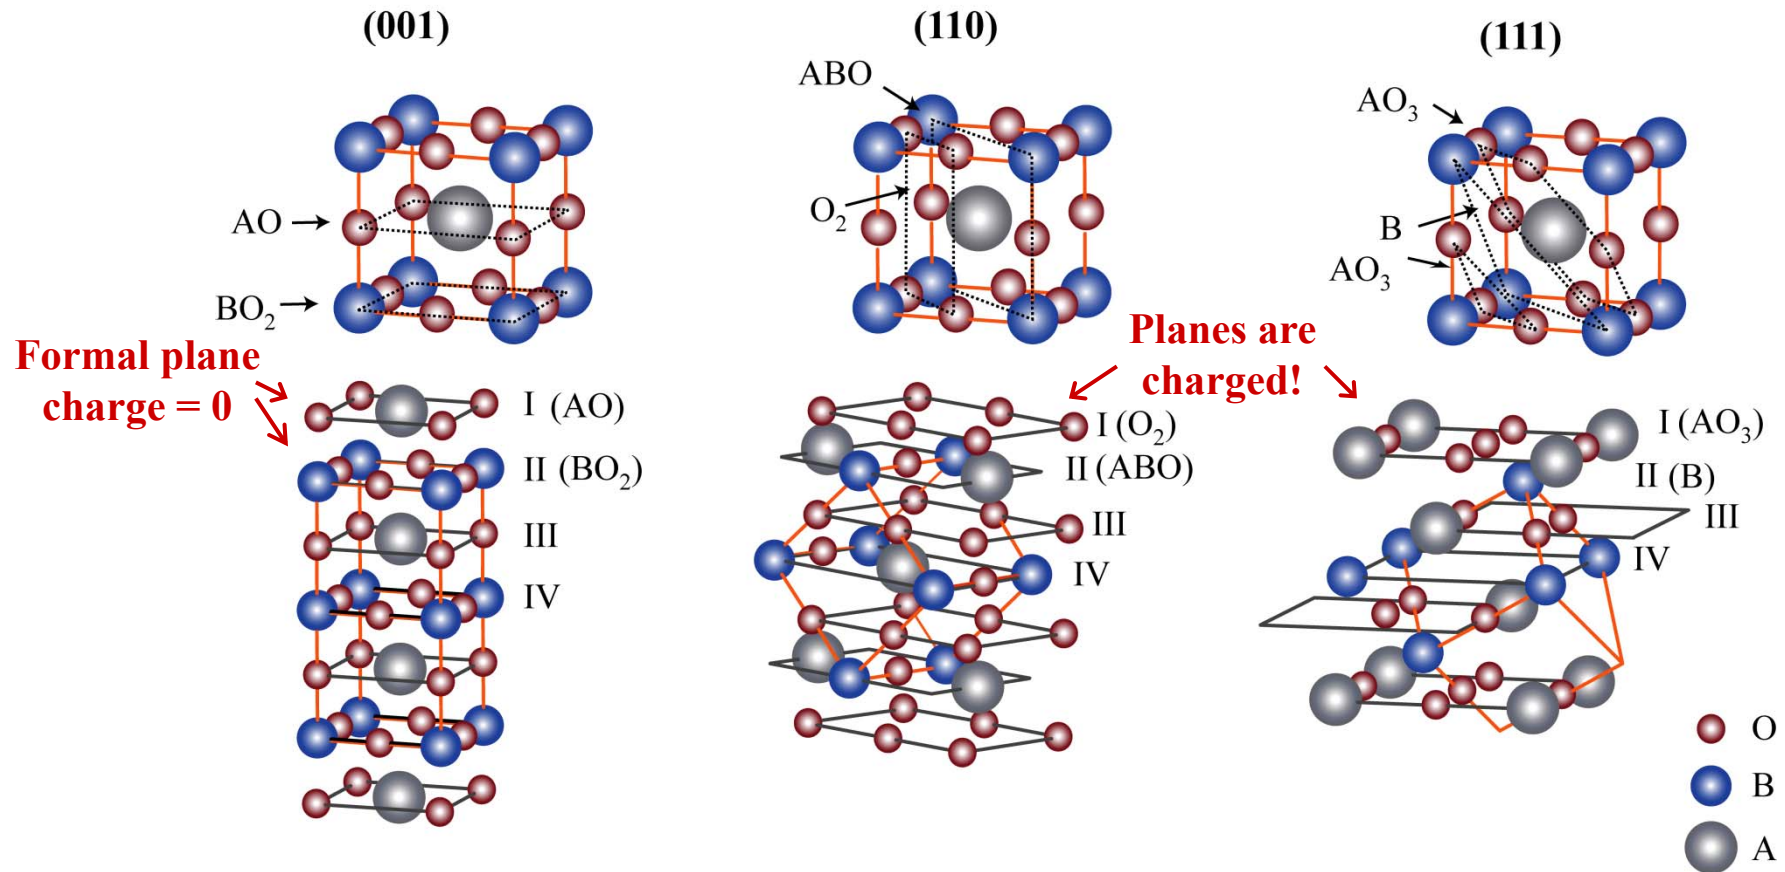 (001)
(110)
(111)
ABO
AO₃
AO
O₂
B
AO₃
BO₂
Formal plane
charge = 0
Planes are
charged!
I (AO)
II (BO₂)
III
IV
I (O₂)
II (ABO)
III
IV
I (AO₃)
II (B)
III
IV
O
B
A